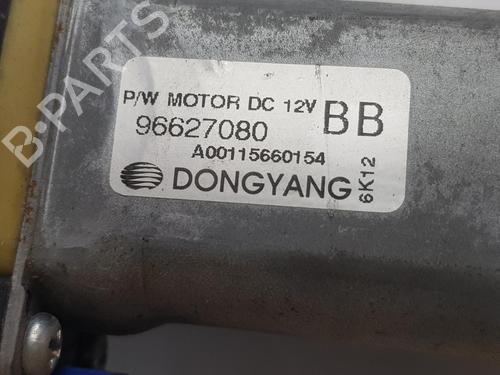 P/W MOTOR DC 12V BB
96627080
A00115660154
DONGYANG
6K12
B-PARTS